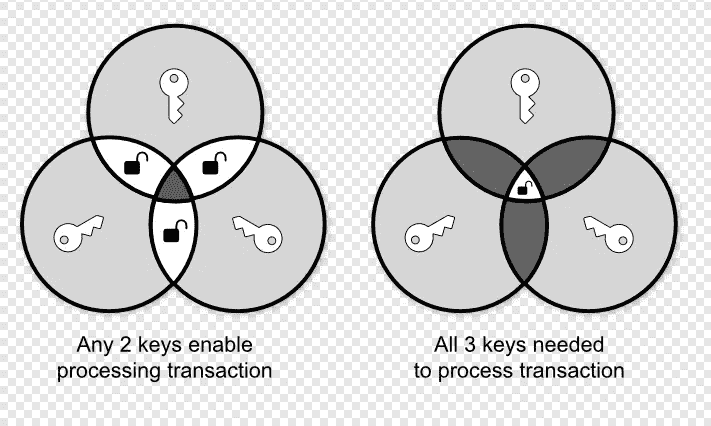 Any 2 keys enable
processing transaction
All 3 keys needed
to process transaction